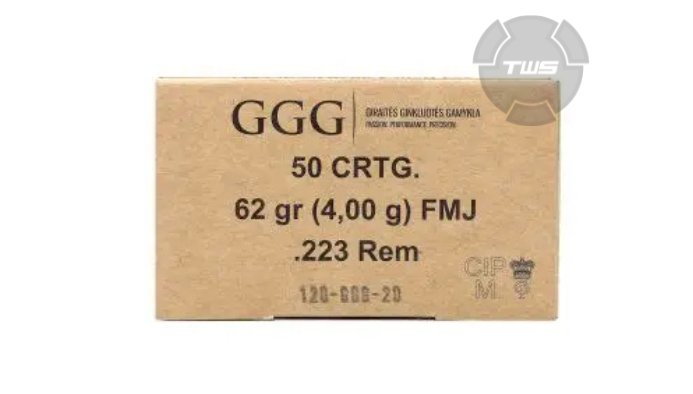 TWS
GGG
GIRAITĖS GINKLUOTĖS GAMYKLA
PASSION. PERFORMANCE. PRECISION.
50 CRTG.
62 gr (4,00 g) FMJ
.223 Rem
CIP
M
120-GGG-20